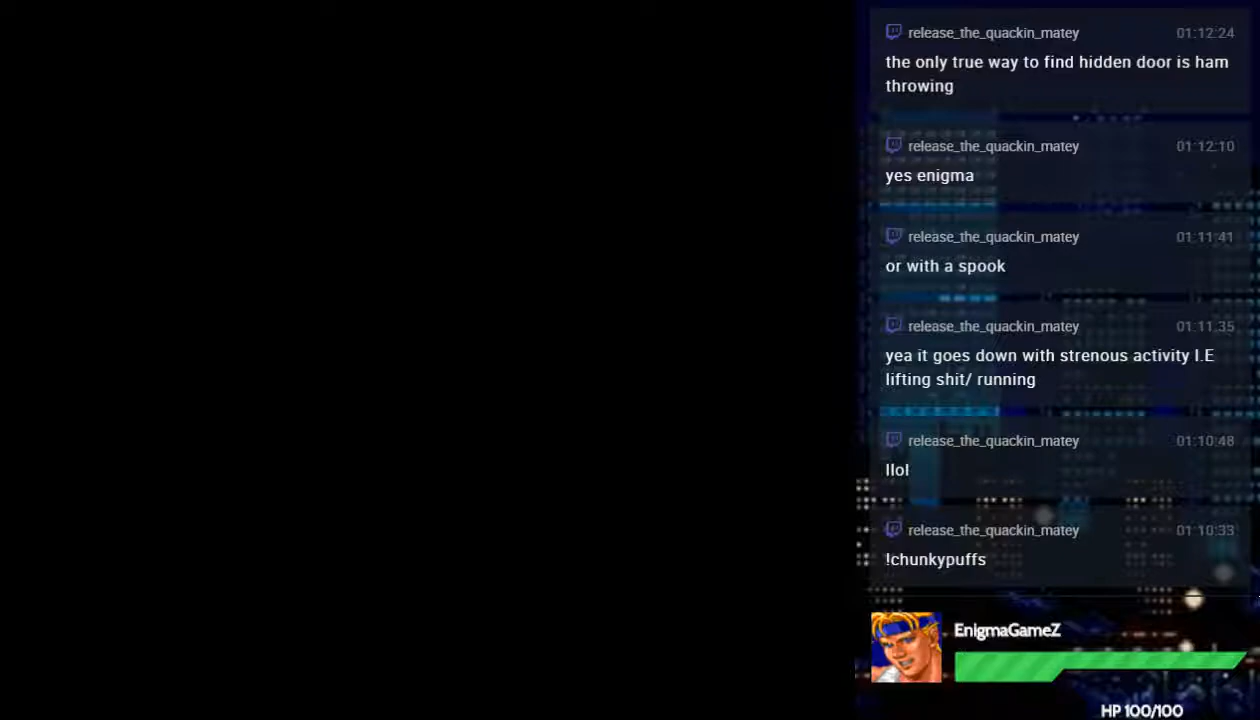 release_the_quackin_matey 01:12:24
the only true way to find hidden door is ham
throwing
release_the_quackin_matey 01:12:10
yes enigma
release_the_quackin_matey 01:11:41
or with a spook
release_the_quackin_matey 01:11:35
yea it goes down with strenous activity I.E
lifting shit/ running
release_the_quackin_matey 01:10:48
llol
release_the_quackin_matey 01:10:33
!chunkypuffs
EnigmaGameZ
HP 100/100